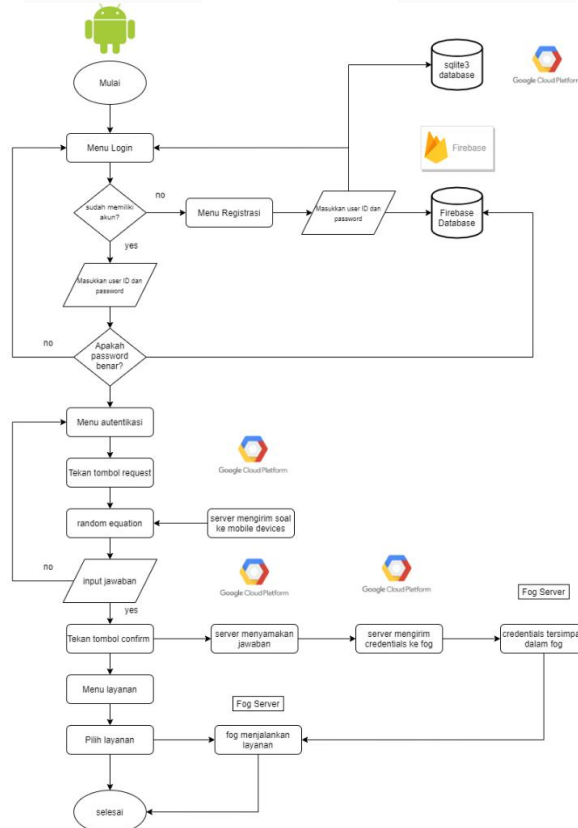 Mulai
sqlite3
database
Google Cloud Platform
Menu Login
Firebase
sudah memiliki
akun?
no
Menu Registrasi
Masukkan user ID dan
password
Firebase
Database
yes
Masukkan user ID dan
password
no
Apakah
password
benar?
Menu autentikasi
Tekan tombol request
Google Cloud Platform
random equation
server mengirim soal
ke mobile devices
no
input jawaban
Google Cloud Platform
Google Cloud Platform
Fog Server
yes
Tekan tombol confirm
server menyamakan
jawaban
server mengirim
credentials ke fog
credentials tersimpa
dalam fog
Menu layanan
Fog Server
Pilih layanan
fog menjalankan
layanan
selesai